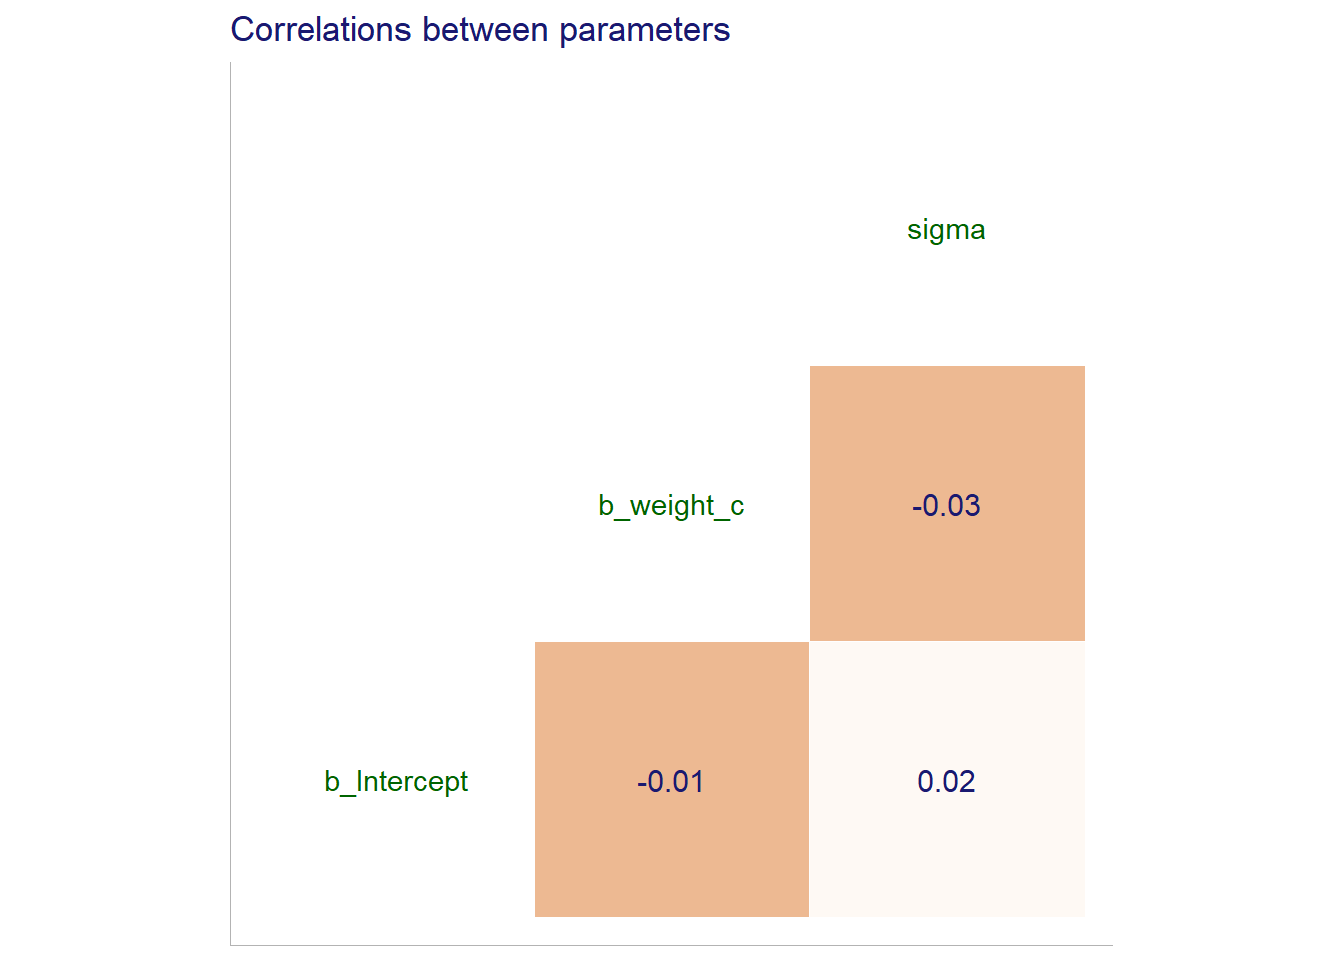 Correlations between parameters
sigma
b_weight_c
-0.03
b_Intercept
-0.01
0.02